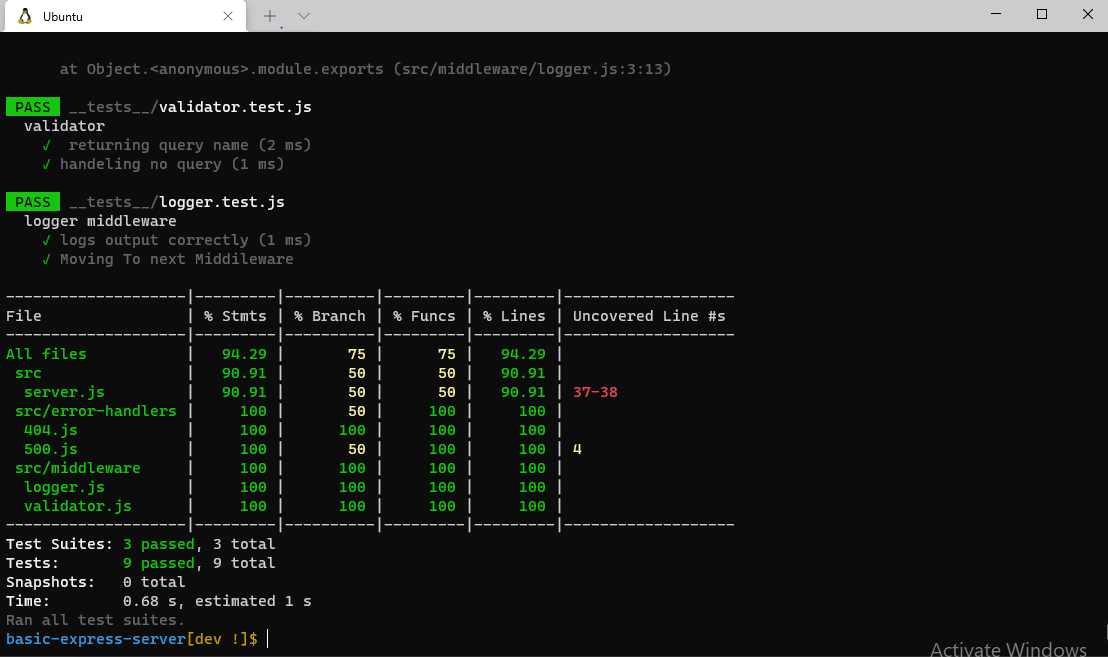 Ubuntu
at Object.<anonymous>.module.exports (src/middleware/logger.js:3:13)
PASS __tests__/validator.test.js
validator
✓  returning query name (2 ms)
✓ handeling no query (1 ms)
PASS __tests__/logger.test.js
logger middleware
✓ logs output correctly (1 ms)
✓ Moving To next Middileware
--------------------|---------|----------|---------|---------|-------------------
File                | % Stmts | % Branch | % Funcs | % Lines | Uncovered Line #s
--------------------|---------|----------|---------|---------|-------------------
All files           |   94.29 |       75 |      75 |   94.29 |
src                |   90.91 |       50 |      50 |   90.91 |
server.js         |   90.91 |       50 |      50 |   90.91 | 37-38
src/error-handlers |     100 |       50 |     100 |     100 |
404.js            |     100 |      100 |     100 |     100 |
500.js            |     100 |       50 |     100 |     100 | 4
src/middleware     |     100 |      100 |     100 |     100 |
logger.js         |     100 |      100 |     100 |     100 |
validator.js      |     100 |      100 |     100 |     100 |
--------------------|---------|----------|---------|---------|-------------------
Test Suites: 3 passed, 3 total
Tests:       9 passed, 9 total
Snapshots:   0 total
Time:        0.68 s, estimated 1 s
Ran all test suites.
basic-express-server[dev !]$
Activate Windows